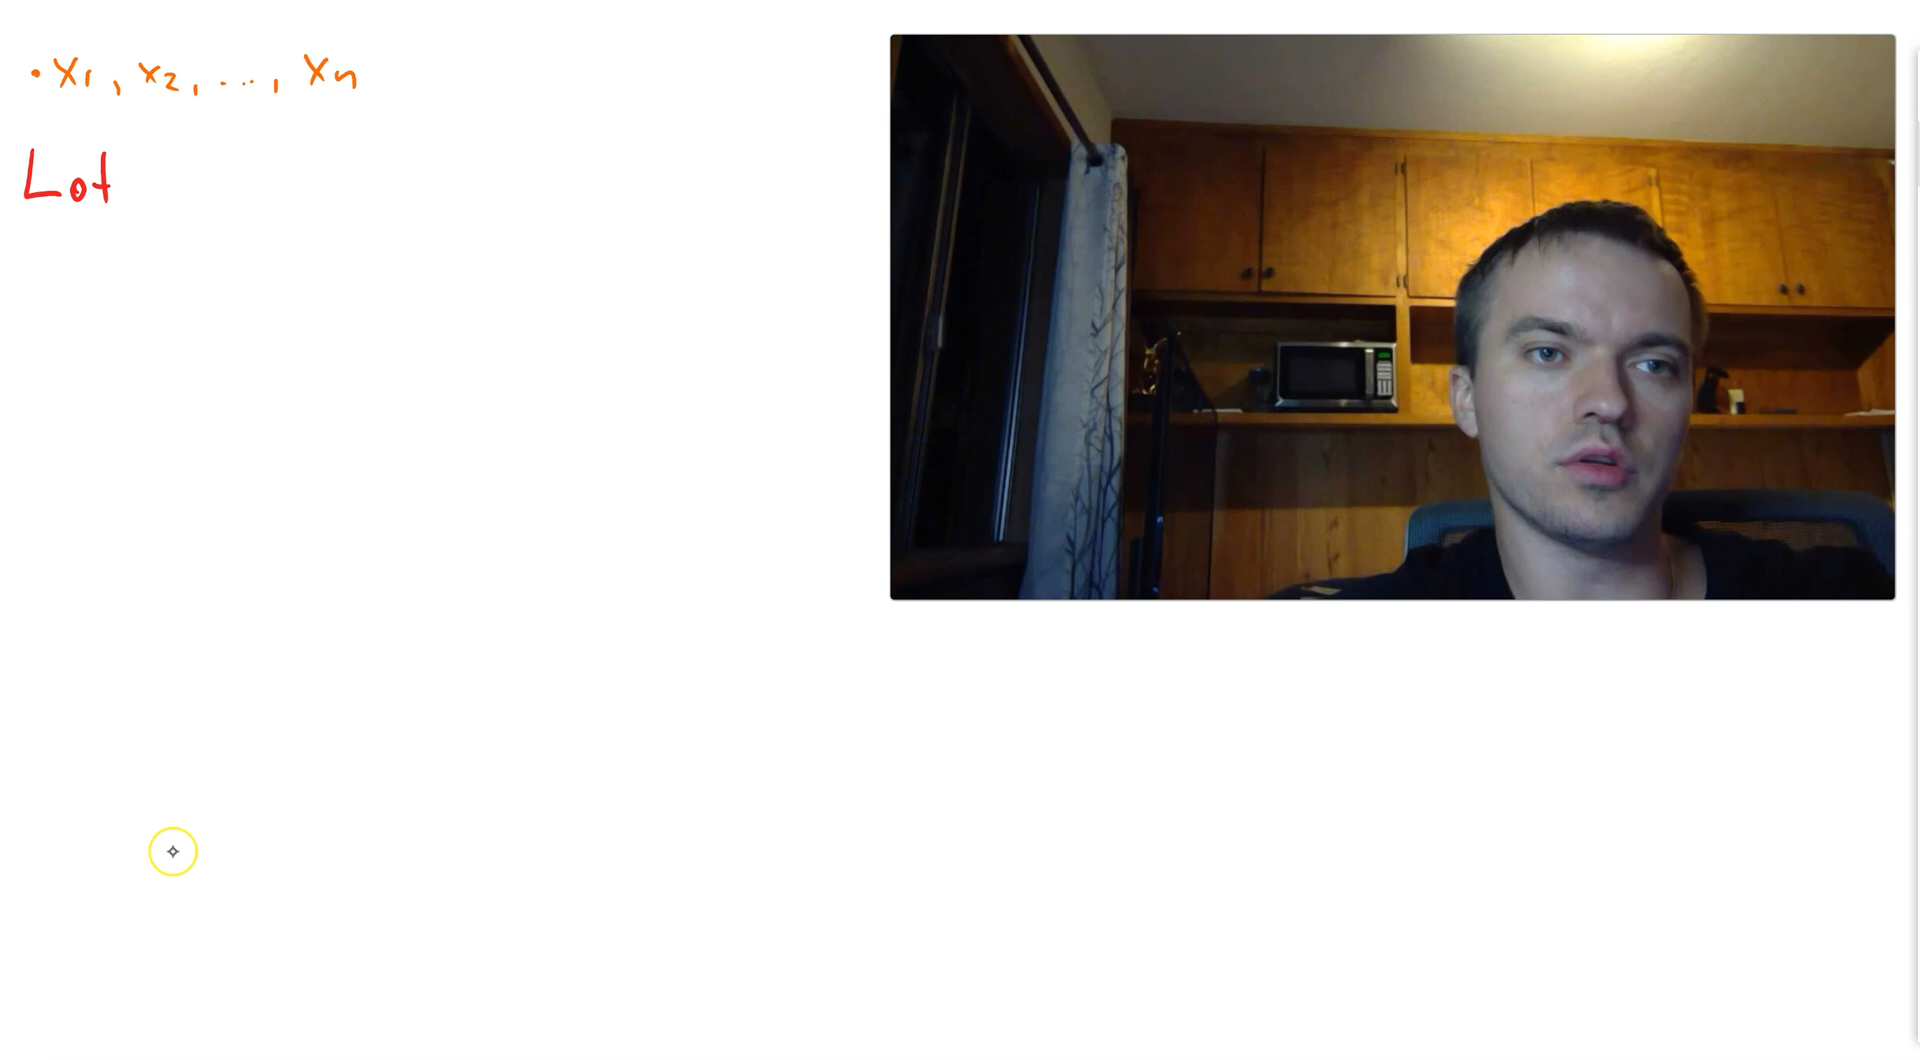 • x1, x2, ..., xn
Lot